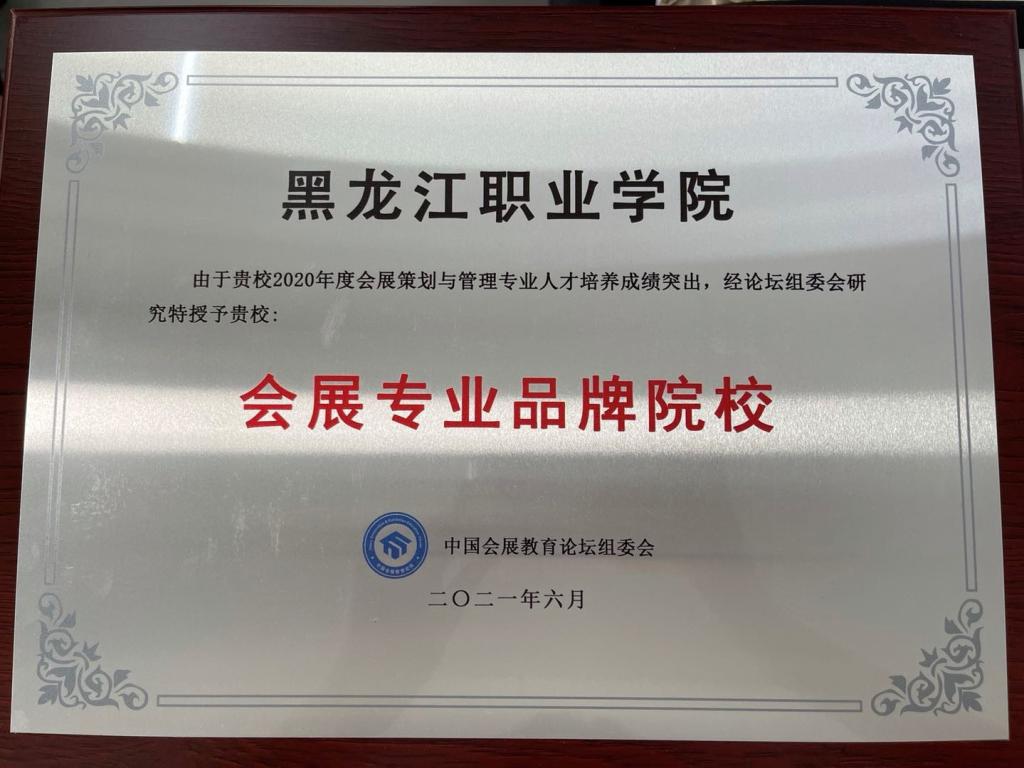 黑龙江职业学院
由于贵校2020年度会展策划与管理专业人才培养成绩突出，经论坛组委会研
究特授予贵校：
会展专业品牌院校
中国会展教育论坛组委会
二〇二一年六月